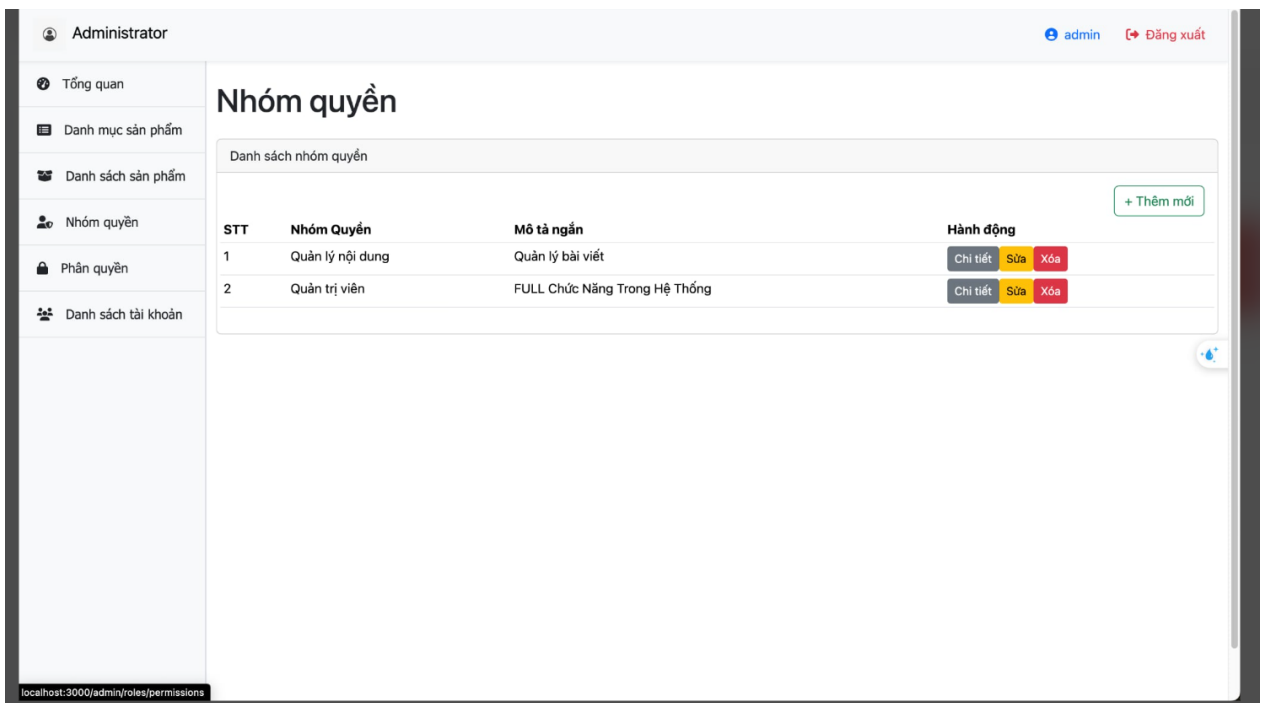 Administrator
admin
Đăng xuất
Tổng quan
Danh mục sản phẩm
Danh sách sản phẩm
Nhóm quyền
Phân quyền
Danh sách tài khoản
Nhóm quyền
Danh sách nhóm quyền
+ Thêm mới
STT Nhóm Quyền Mô tả ngắn Hành động
1 Quản lý nội dung Quản lý bài viết Chi tiết Sửa Xóa
2 Quản trị viên FULL Chức Năng Trong Hệ Thống Chi tiết Sửa Xóa
localhost:3000/admin/roles/permissions